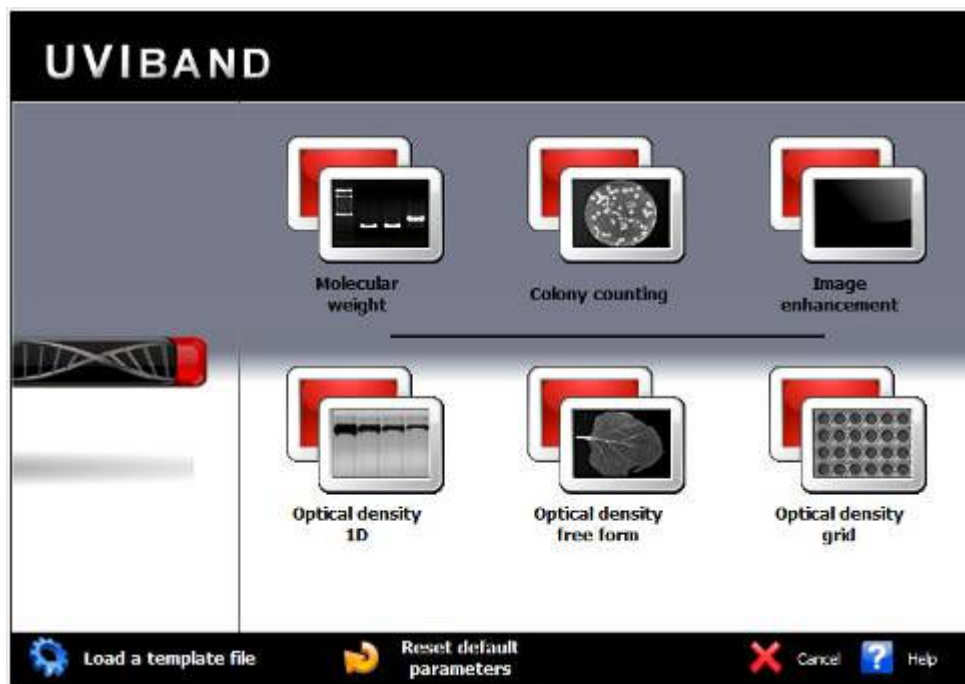 UVIBAND
Molecular
weight
Colony counting
Image
enhancement
Optical density
1D
Optical density
free form
Optical density
grid
Load a template file
Reset default
parameters
Cancel
Help